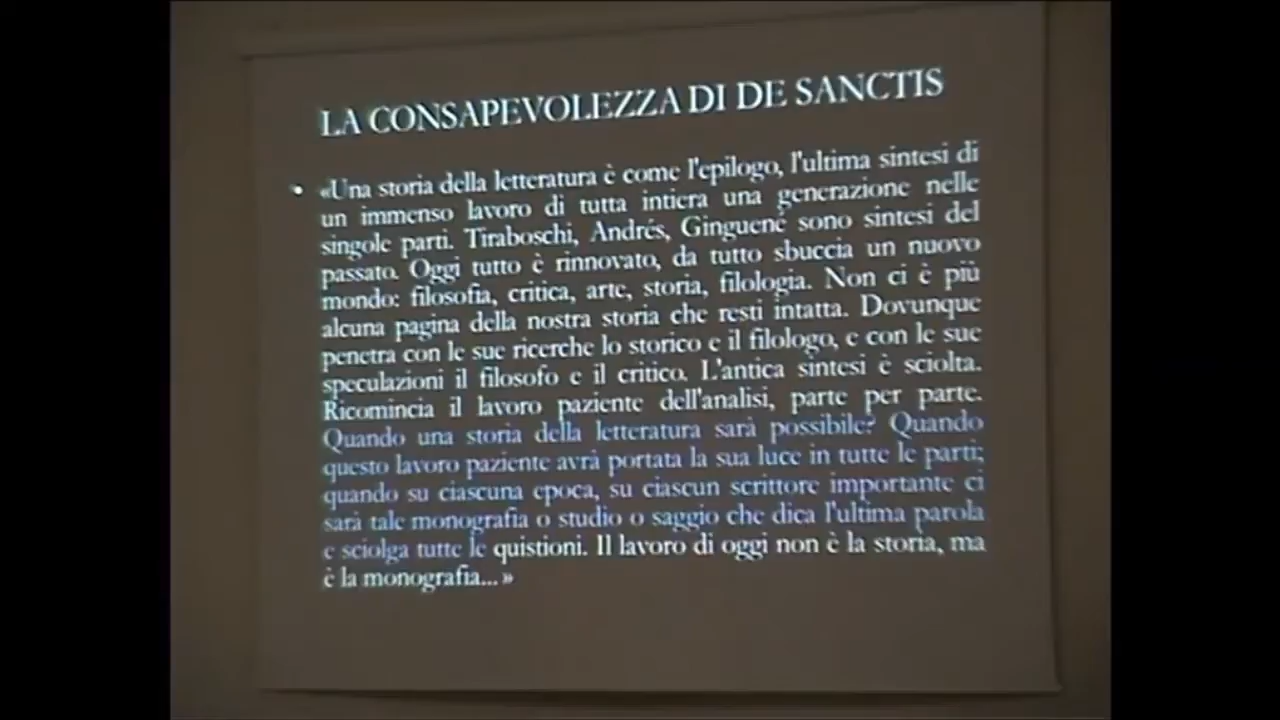 LA CONSAPEVOLEZZA DI DE SANCTIS
• «Una storia della letteratura è come l'epilogo, l'ultima sintesi di
un immenso lavoro di tutta intiera una generazione nelle
singole parti. Tiraboschi, Andrés, Ginguené sono sintesi del
passato. Oggi tutto è rinnovato, da tutto sbuccia un nuovo
mondo: filosofia, critica, arte, storia, filologia. Non ci è più
alcuna pagina della nostra storia che resti intatta. Dovunque
penetra con le sue ricerche lo storico e il filologo, e con le sue
speculazioni il filosofo e il critico. L'antica sintesi è sciolta.
Ricomincia il lavoro paziente dell'analisi, parte per parte.
Quando una storia della letteratura sarà possibile? Quando
questo lavoro paziente avrà portata la sua luce in tutte le parti;
quando su ciascuna epoca, su ciascun scrittore importante ci
sarà tale monografia o studio o saggio che dica l'ultima parola
e sciolga tutte le quistioni. Il lavoro di oggi non è la storia, ma
è la monografia... »